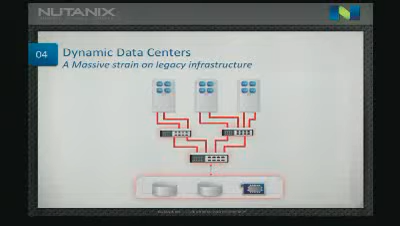 NUTANIX
04
Dynamic Data Centers
A Massive strain on legacy infrastructure